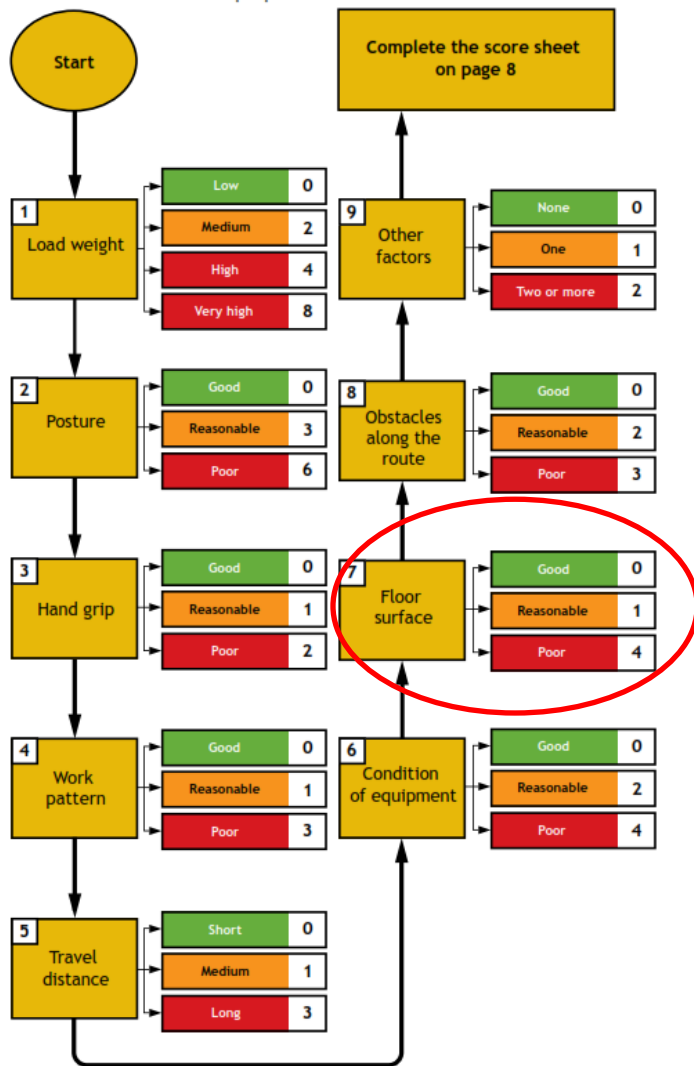 Start
1
Load weight
Low 0
Medium 2
High 4
Very high 8
2
Posture
Good 0
Reasonable 3
Poor 6
3
Hand grip
Good 0
Reasonable 1
Poor 2
4
Work
pattern
Good 0
Reasonable 1
Poor 3
5
Travel
distance
Short 0
Medium 1
Long 3
6
Condition
of equipment
Good 0
Reasonable 2
Poor 4
7
Floor
surface
Good 0
Reasonable 1
Poor 4
8
Obstacles
along the
route
Good 0
Reasonable 2
Poor 3
9
Other
factors
None 0
One 1
Two or more 2
Complete the score sheet
on page 8